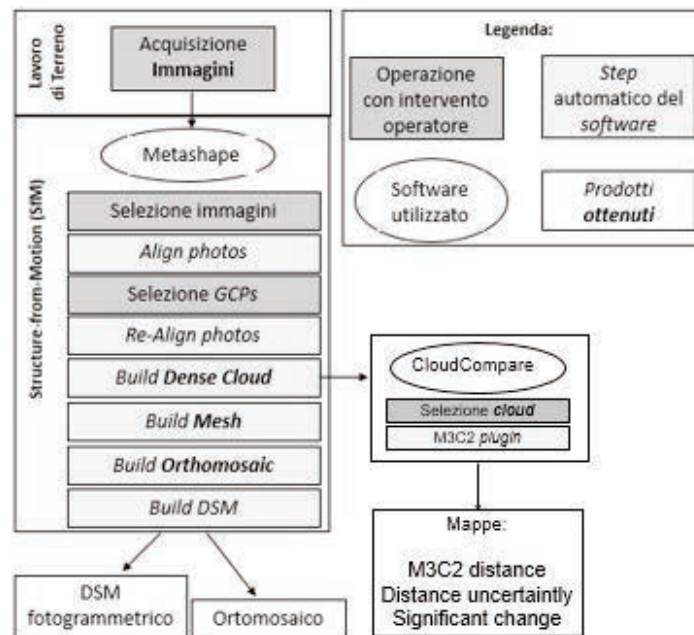 Lavoro
di Terreno
Acquisizione
Immagini
Structure-from-Motion (SfM)
Metashape
Selezione immagini
Align photos
Selezione GCPs
Re-Align photos
Build Dense Cloud
Build Mesh
Build Orthomosaic
Build DSM
DSM
fotogrammetrico
Ortomosaico
Legenda:
Operazione
con intervento
operatore
Step
automatico del
software
Software
utilizzato
Prodotti
ottenuti
CloudCompare
Selezione cloud
M3C2 plugin
Mappe:
M3C2 distance
Distance uncertaintly
Significant change